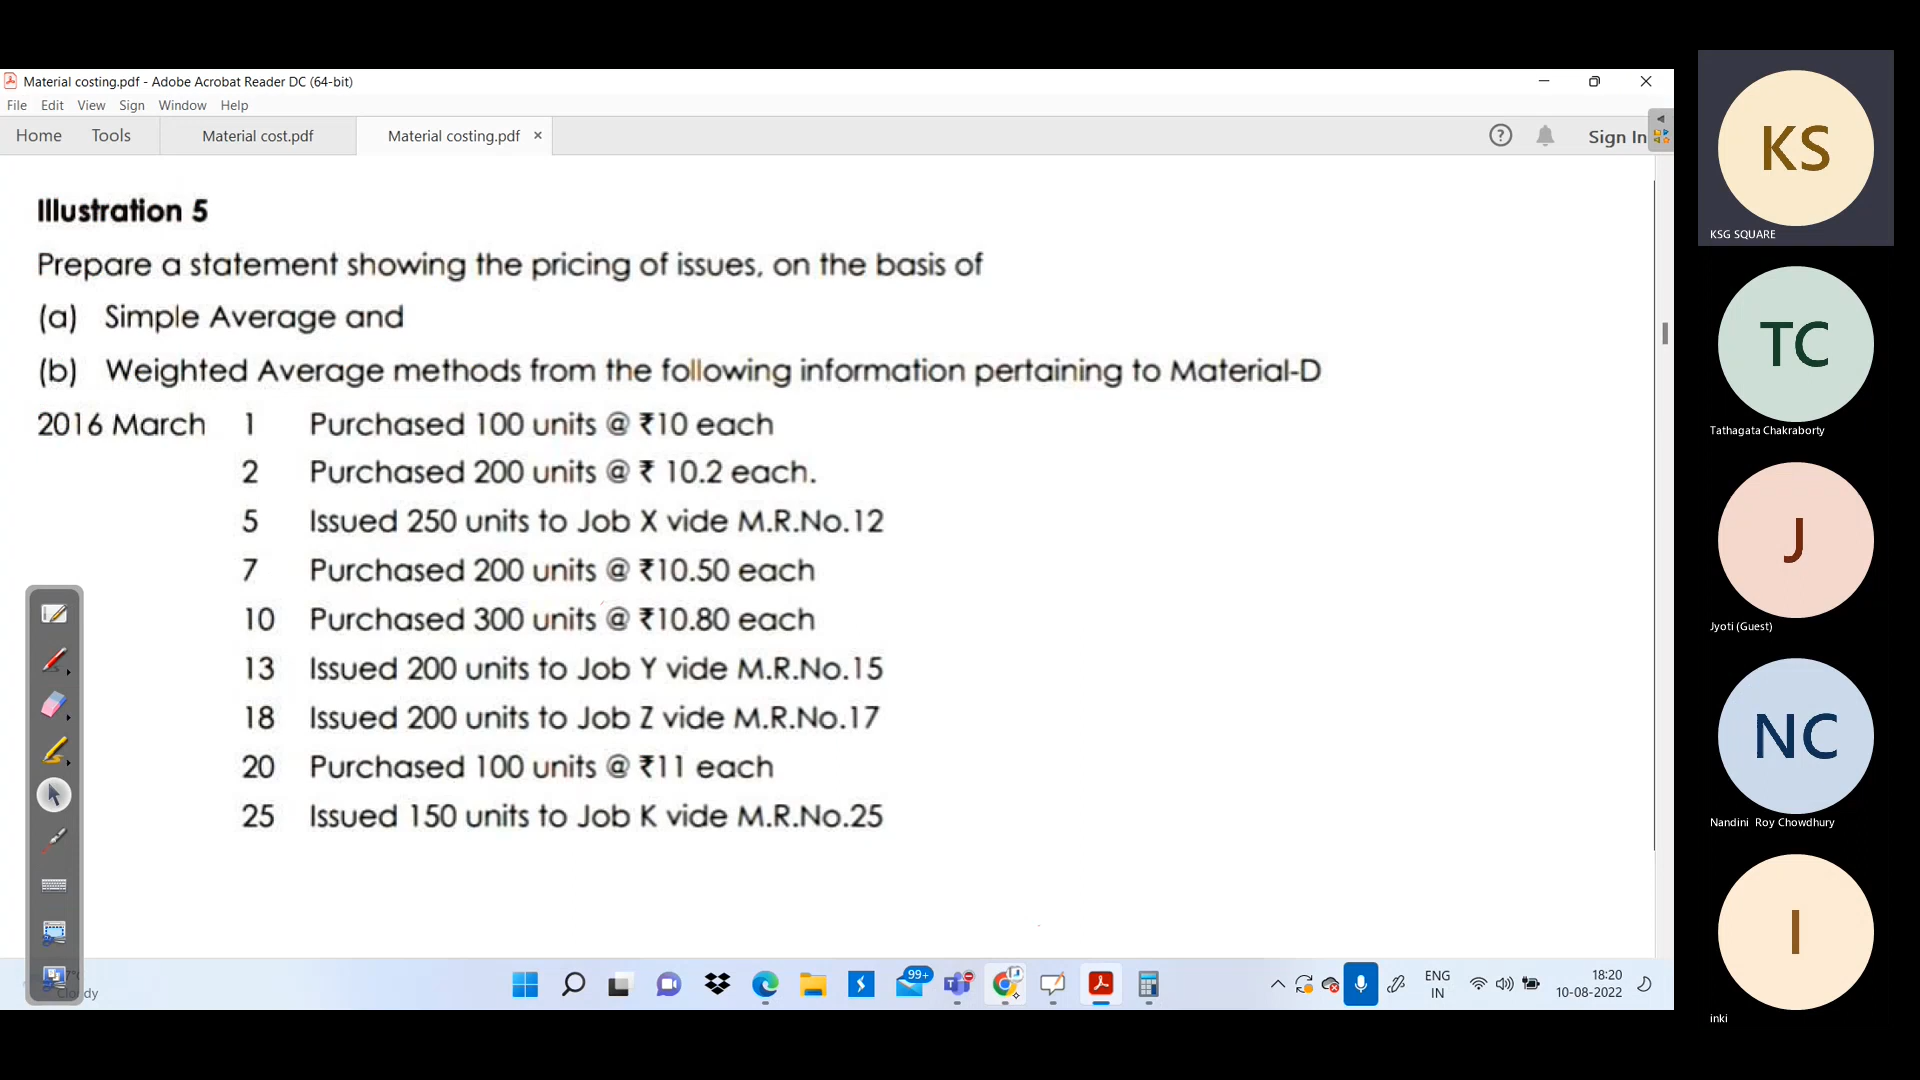 Material costing.pdf - Adobe Acrobat Reader DC (64-bit)
File Edit View Sign Window Help
Home Tools Material cost.pdf Material costing.pdf × Sign In
Illustration 5
Prepare a statement showing the pricing of issues, on the basis of
(a) Simple Average and
(b) Weighted Average methods from the following information pertaining to Material-D
2016 March 1 Purchased 100 units @ ₹10 each
2 Purchased 200 units @ ₹ 10.2 each.
5 Issued 250 units to Job X vide M.R.No.12
7 Purchased 200 units @ ₹10.50 each
10 Purchased 300 units @ ₹10.80 each
13 Issued 200 units to Job Y vide M.R.No.15
18 Issued 200 units to Job Z vide M.R.No.17
20 Purchased 100 units @ ₹11 each
25 Issued 150 units to Job K vide M.R.No.25
99+
ENG
IN
18:20
10-08-2022
KS
KSG SQUARE
TC
Tathagata Chakraborty
J
Jyoti (Guest)
NC
Nandini Roy Chowdhury
I
inki